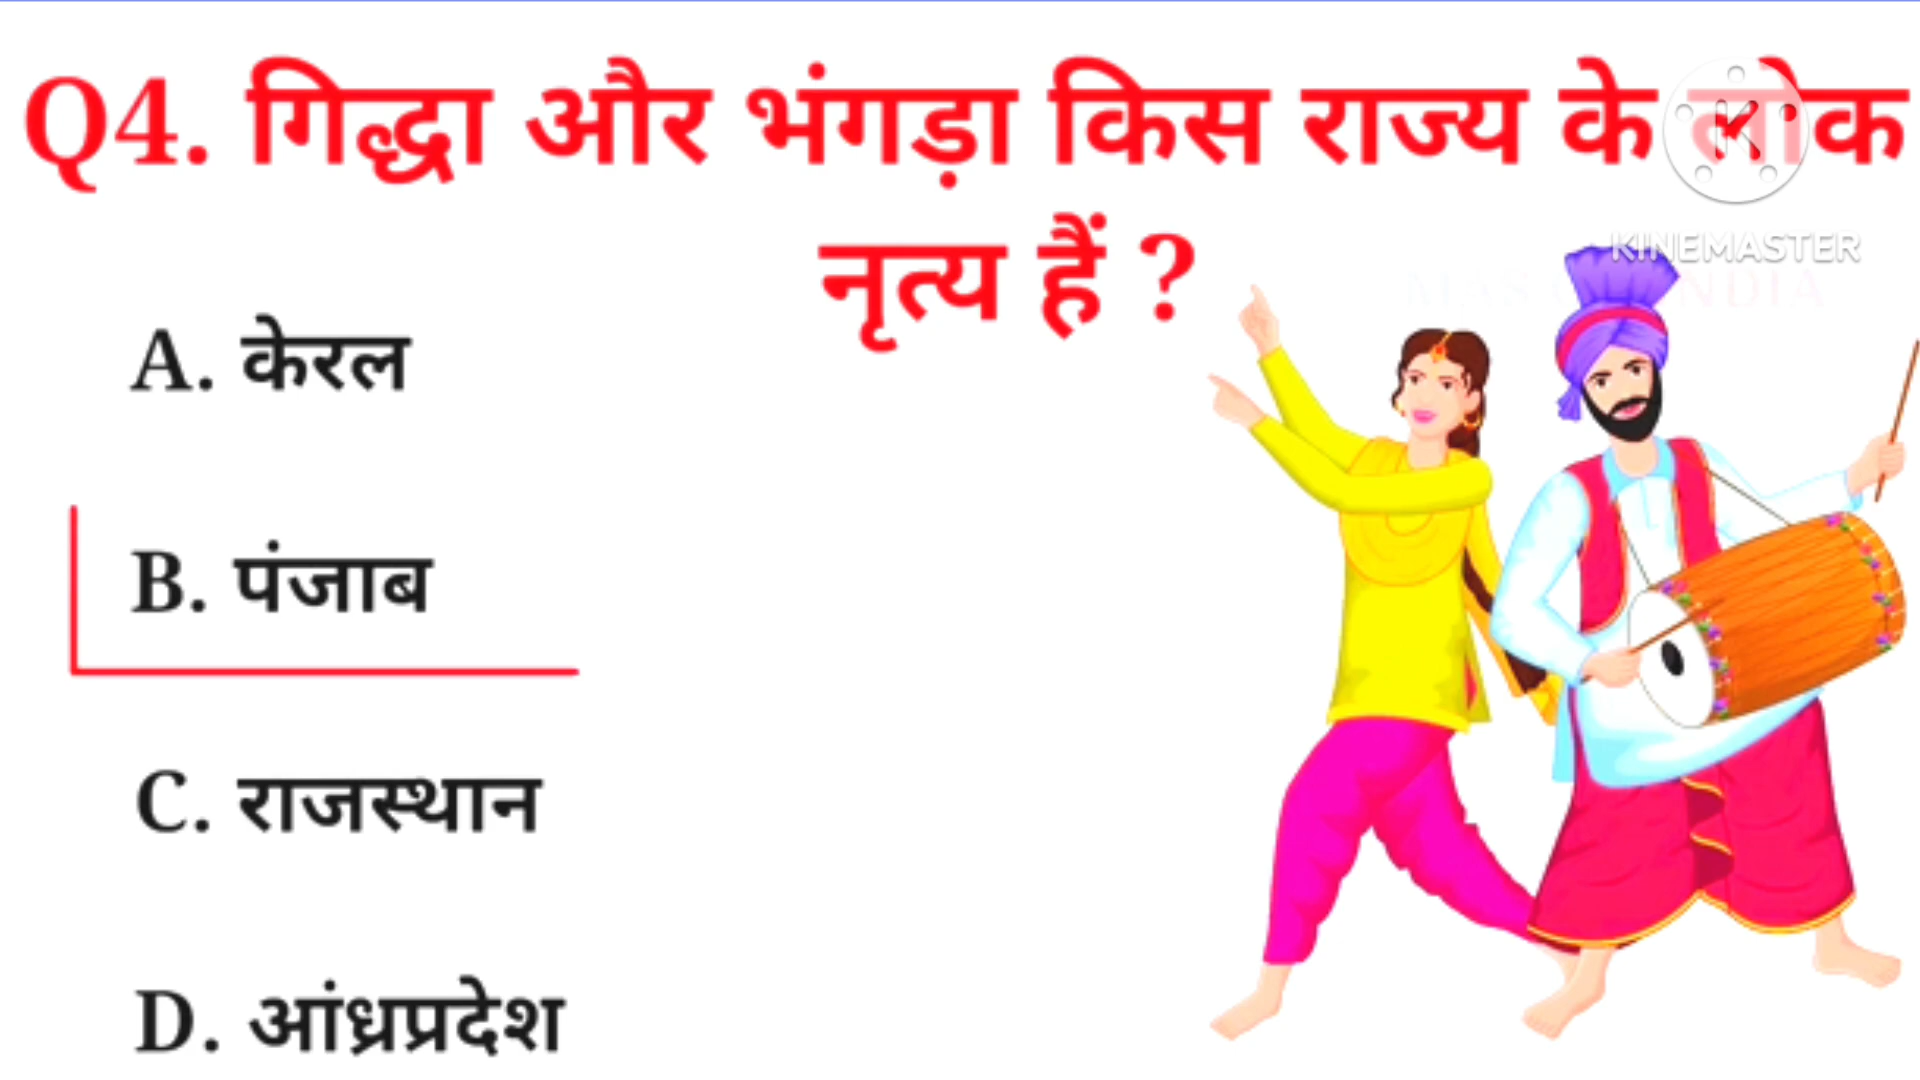 Q4. गिद्धा और भंगड़ा किस राज्य के लोक
नृत्य हैं ?
KINEMASTER
A. केरल
B. पंजाब
C. राजस्थान
D. आंध्रप्रदेश